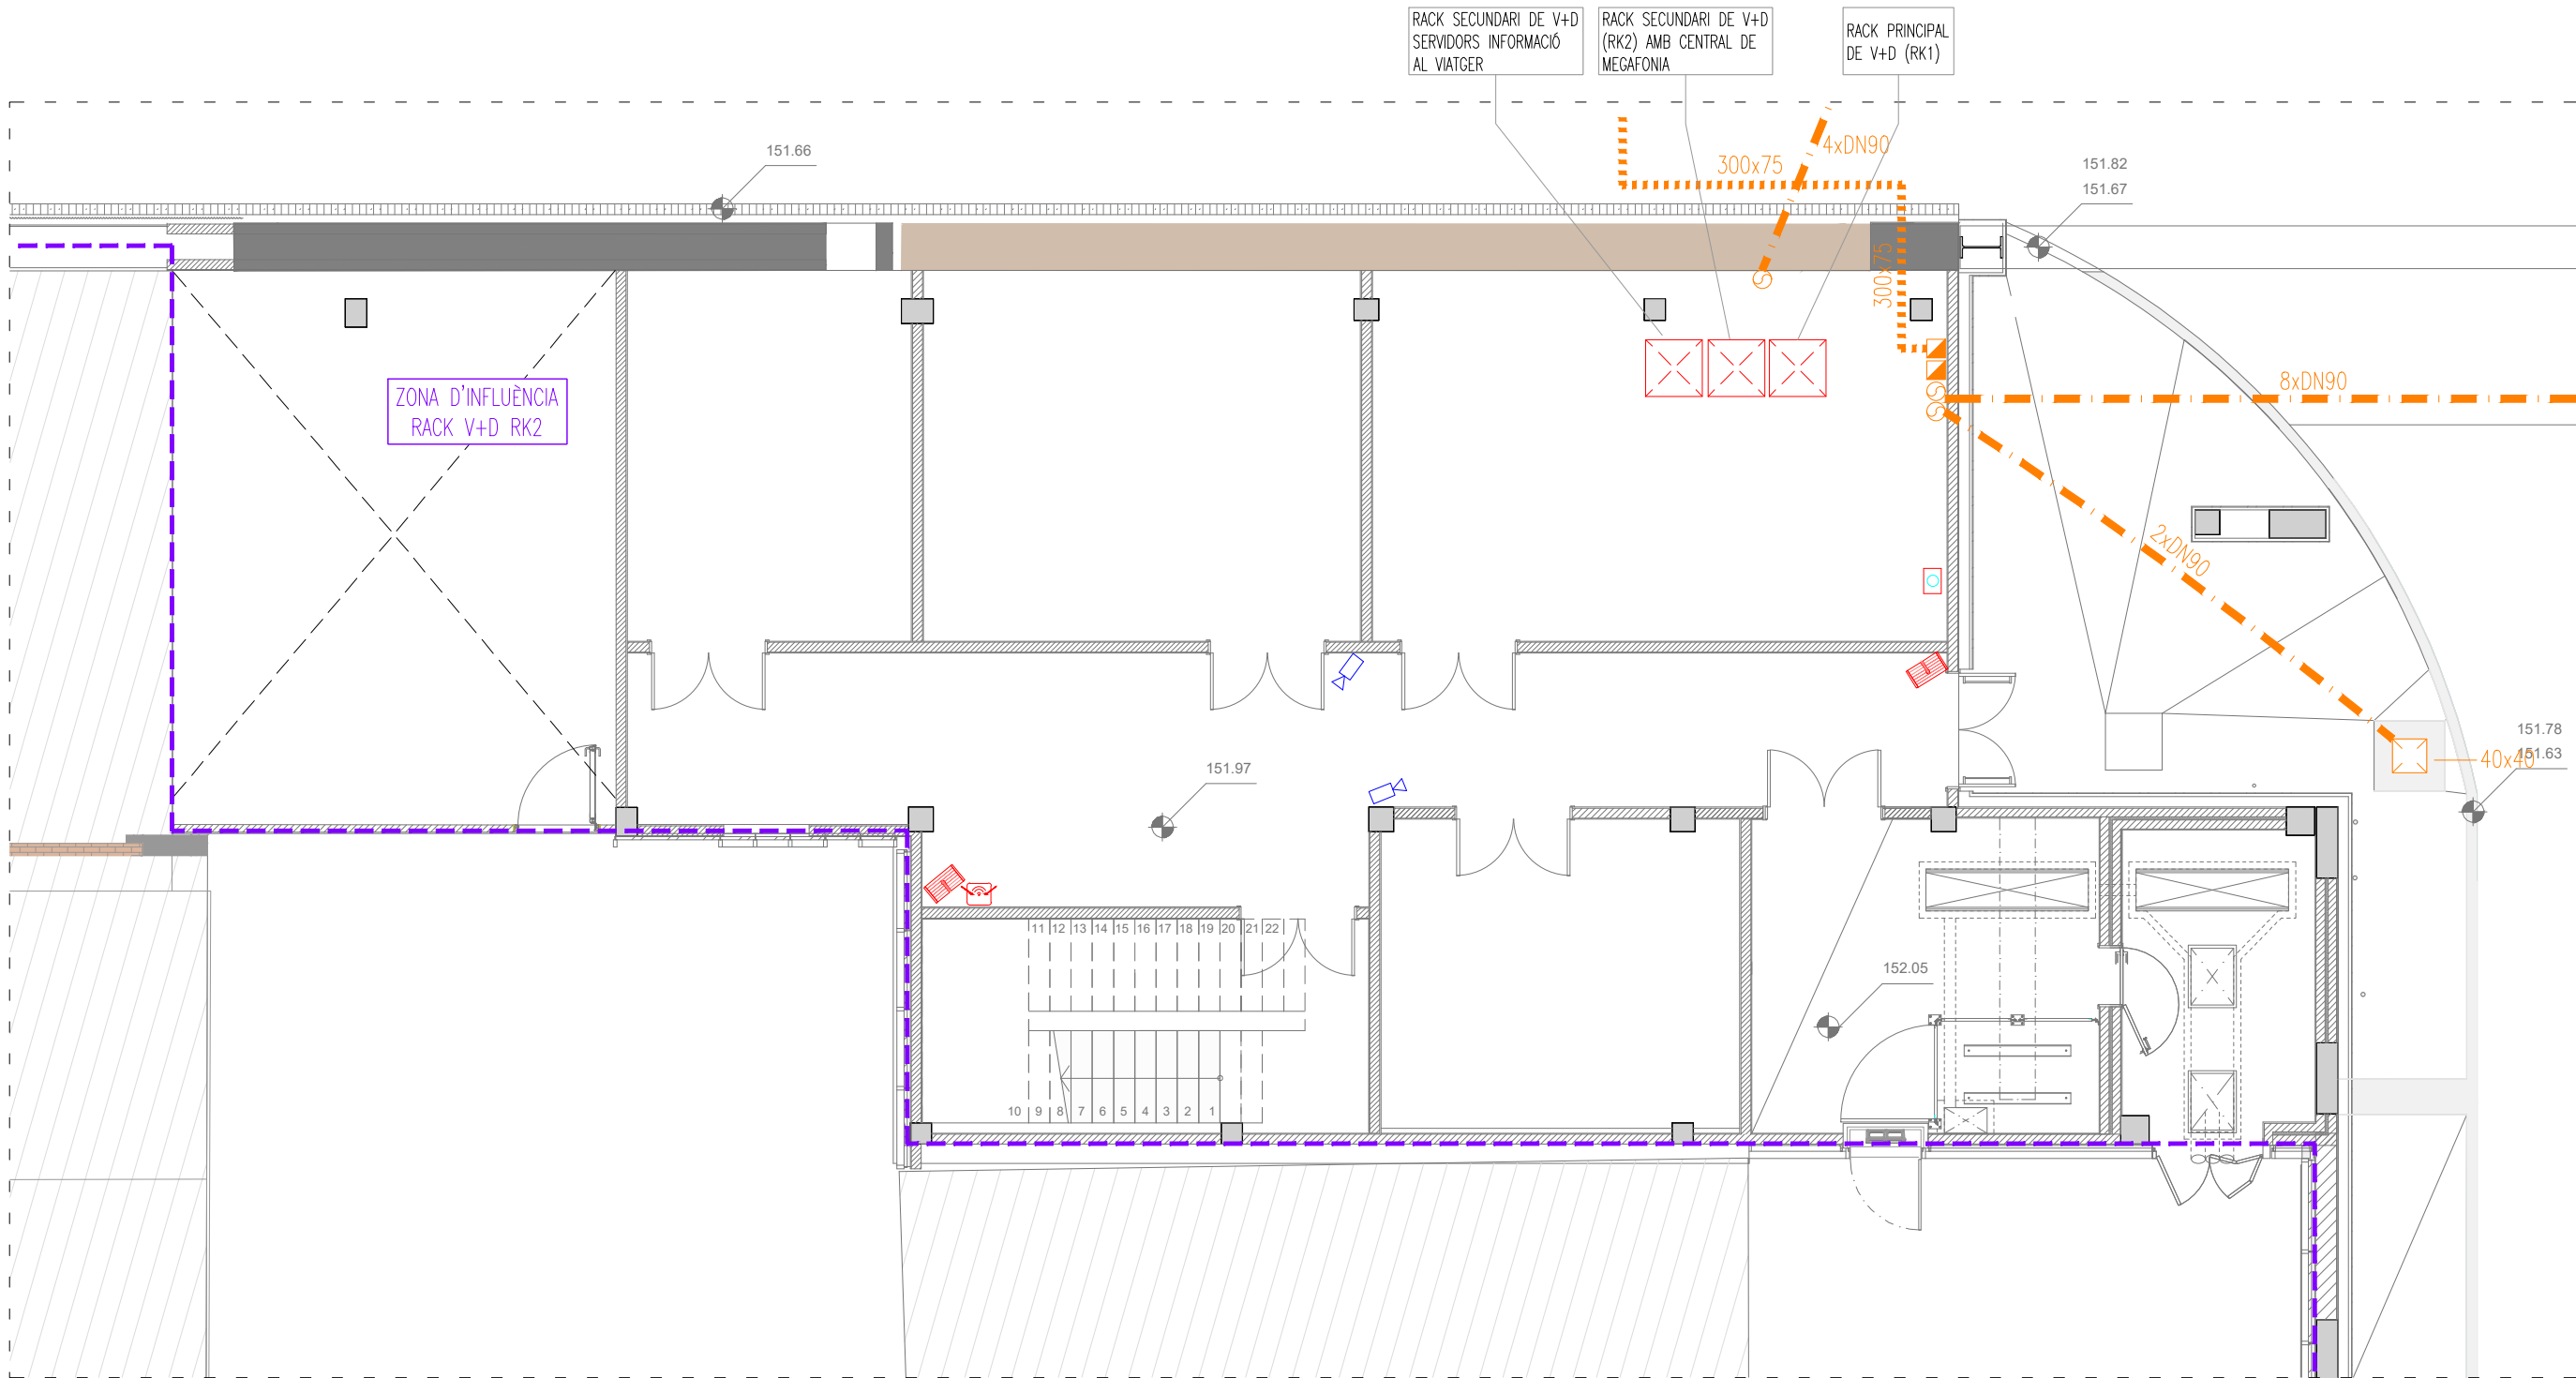 RACK SECUNDARI DE V+D
SERVIDORS INFORMACIÓ
AL VIATGER
RACK SECUNDARI DE V+D
(RK2) AMB CENTRAL DE
MEGAFONIA
RACK PRINCIPAL
DE V+D (RK1)
151.66
300x75
4xDN90
151.82
151.67
300x75
ZONA D'INFLUÈNCIA
RACK V+D RK2
8xDN90
2xDN90
151.78
151.63
40x40
151.97
11 12 13 14 15 16 17 18 19 20 21 22
152.05
10 9 8 7 6 5 4 3 2 1